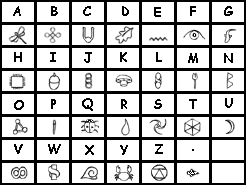 A B C D E F G
H I J K L M N
O P Q R S T U
V W X Y Z .